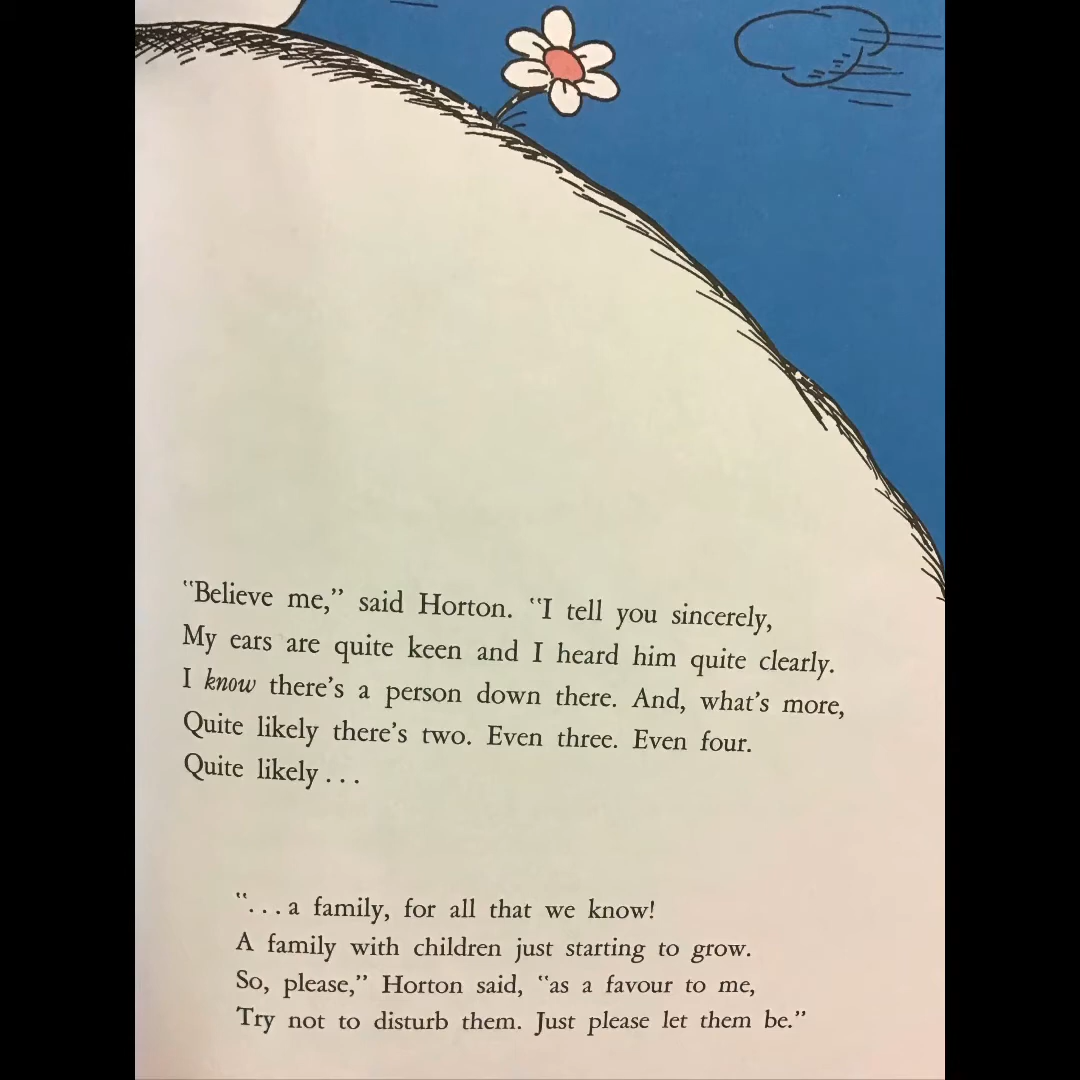 “Believe me,” said Horton. “I tell you sincerely,
My ears are quite keen and I heard him quite clearly.
I know there’s a person down there. And, what’s more,
Quite likely there’s two. Even three. Even four.
Quite likely . . .
“. . . a family, for all that we know!
A family with children just starting to grow.
So, please,” Horton said, “as a favour to me,
Try not to disturb them. Just please let them be.”